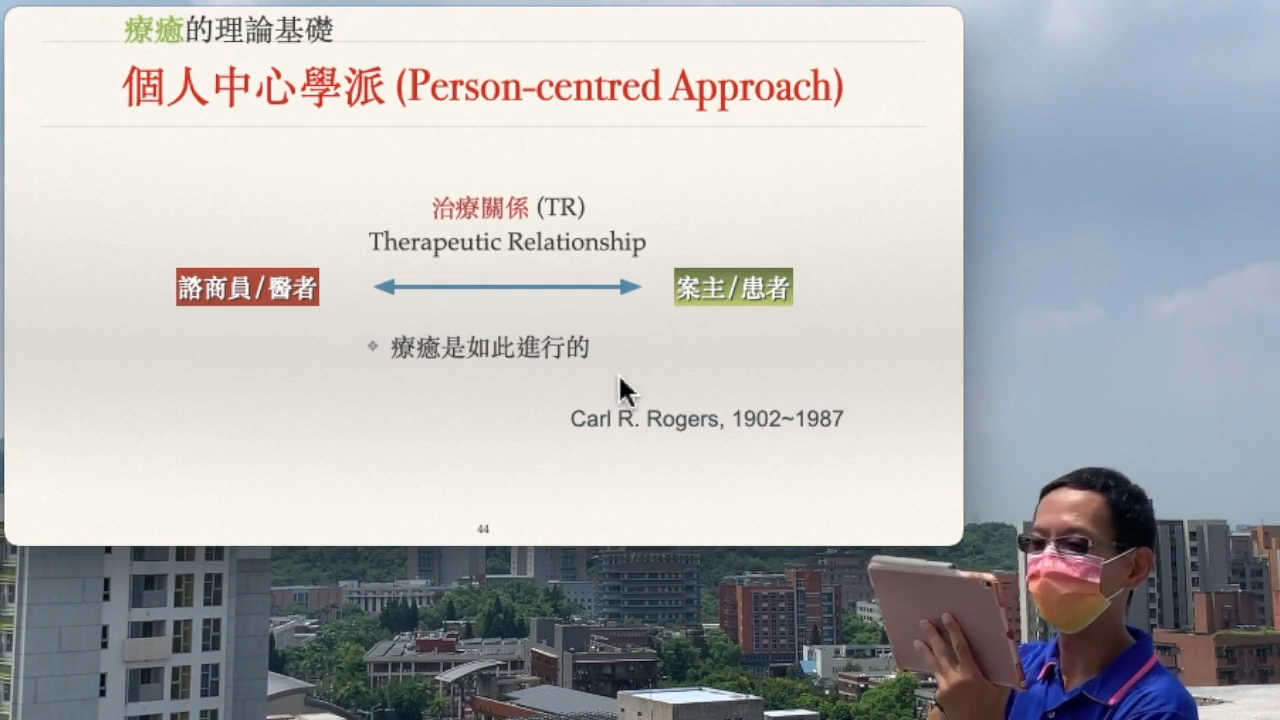 療癒的理論基礎
個人中心學派 (Person-centred Approach)
治療關係 (TR)
Therapeutic Relationship
諮商員/醫者
案主/患者
❖ 療癒是如此進行的
Carl R. Rogers, 1902~1987
44